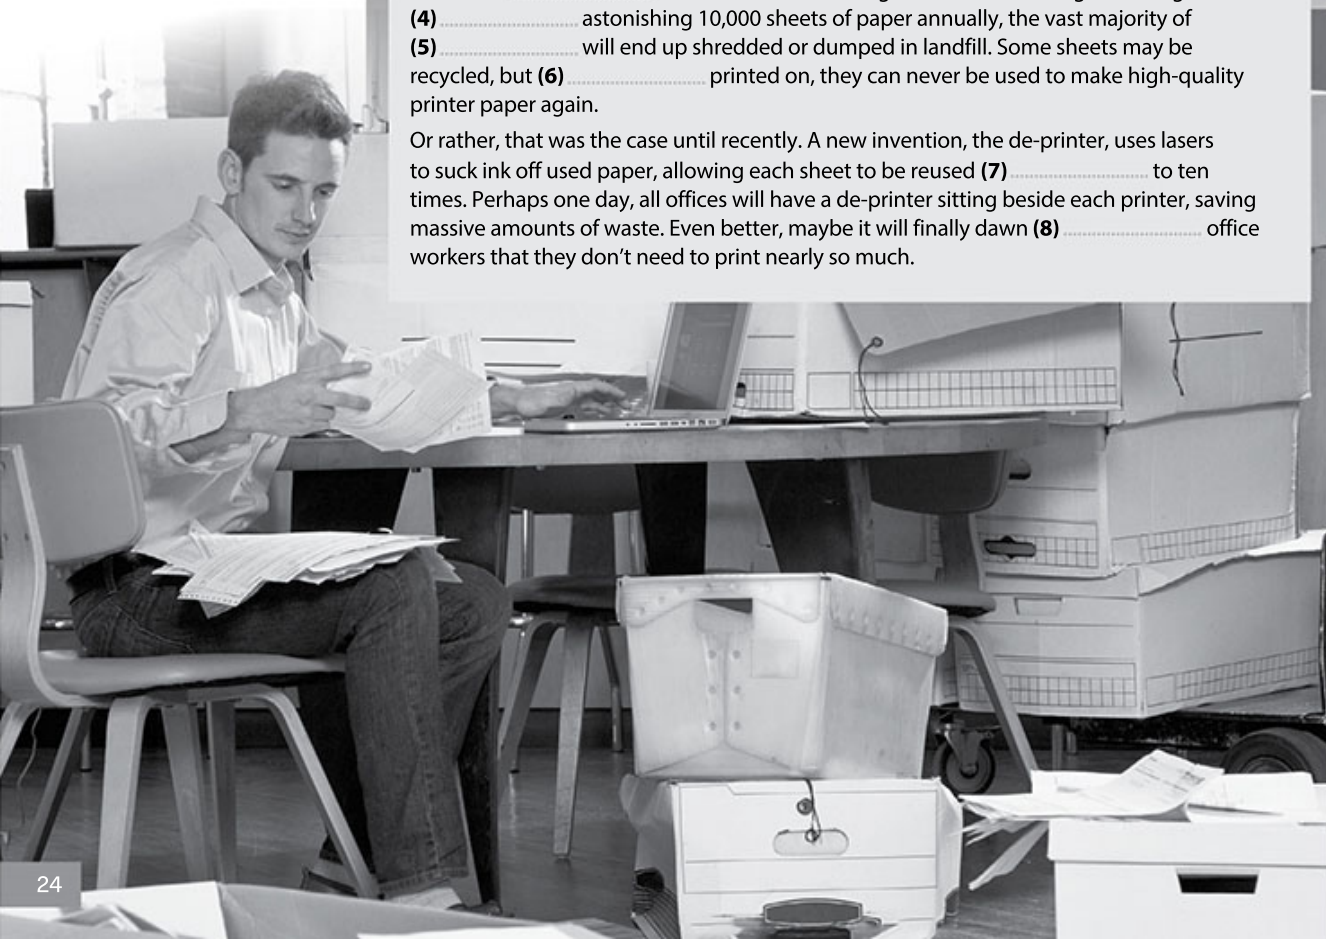 (4) ........................... astonishing 10,000 sheets of paper annually, the vast majority of
(5) ........................... will end up shredded or dumped in landfill. Some sheets may be
recycled, but (6) ........................... printed on, they can never be used to make high-quality
printer paper again.
Or rather, that was the case until recently. A new invention, the de-printer, uses lasers
to suck ink off used paper, allowing each sheet to be reused (7) ........................... to ten
times. Perhaps one day, all offices will have a de-printer sitting beside each printer, saving
massive amounts of waste. Even better, maybe it will finally dawn (8) ........................... office
workers that they don’t need to print nearly so much.
24